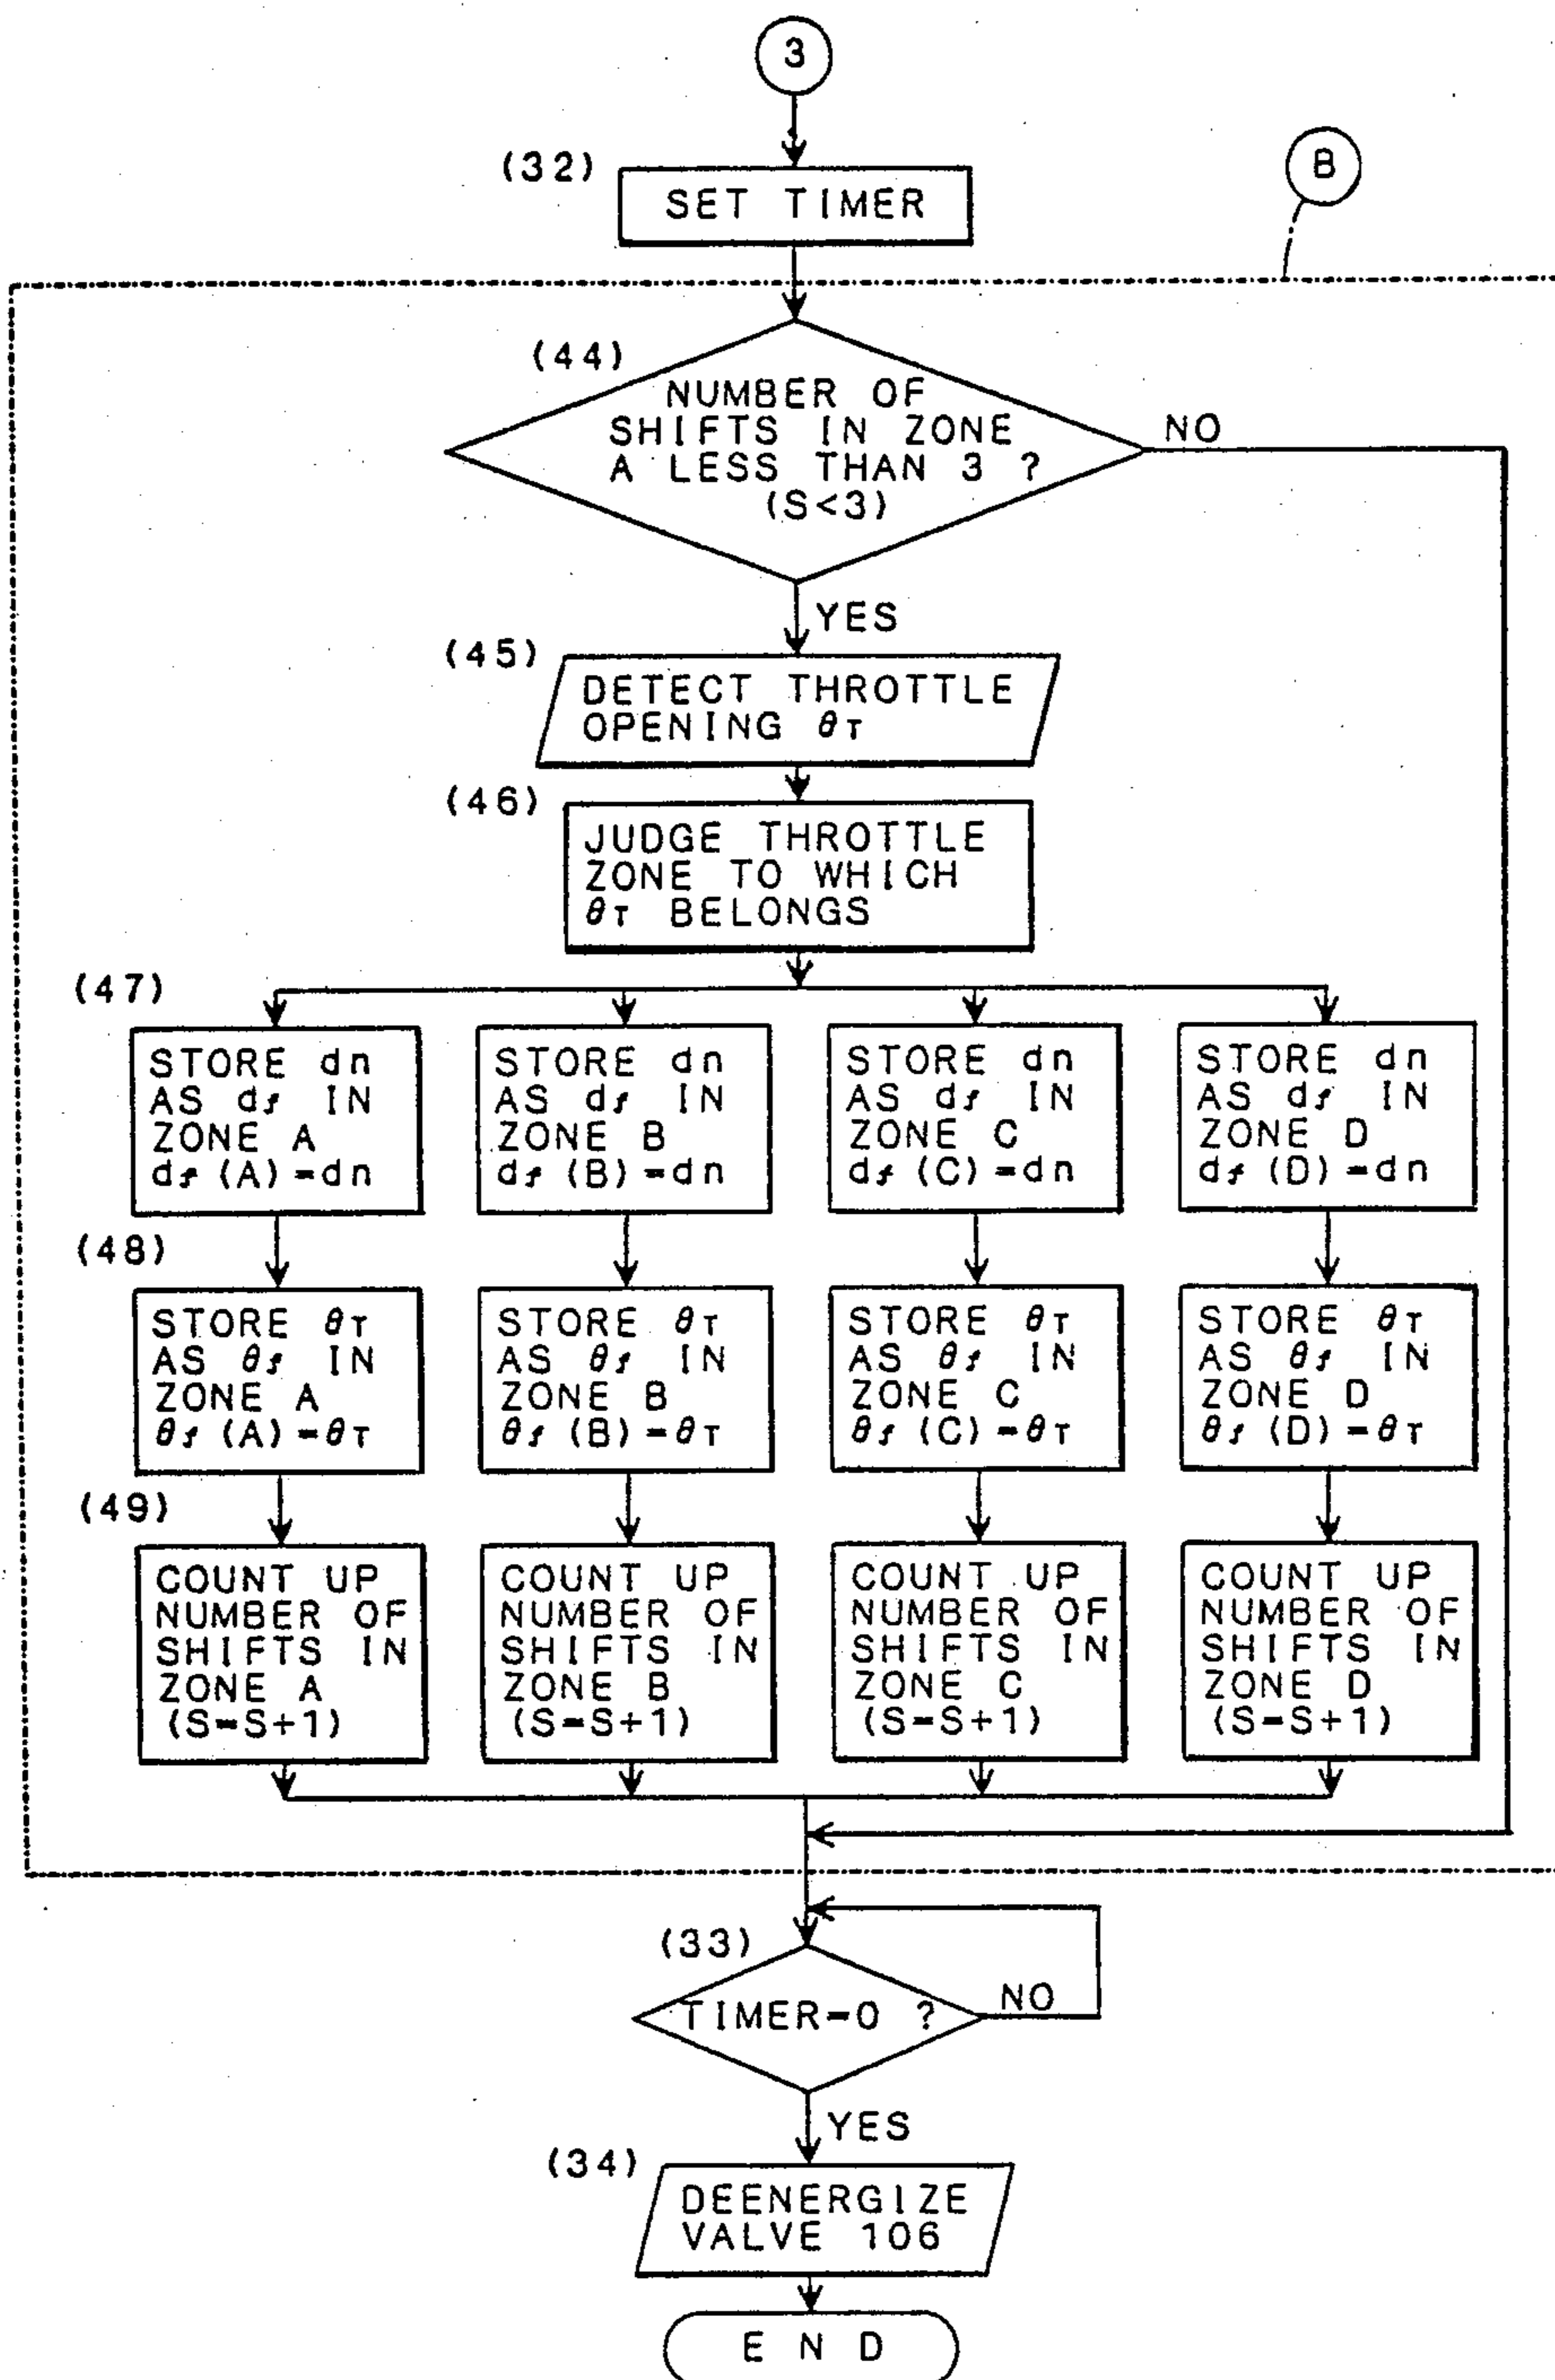 3
(32)
SET TIMER
B
(44)
NUMBER OF
SHIFTS IN ZONE
A LESS THAN 3 ?
(S<3)
NO
YES
(45)
DETECT THROTTLE
OPENING θT
(46)
JUDGE THROTTLE
ZONE TO WHICH
θT BELONGS
(47)
STORE dn
AS df IN
ZONE A
df (A)=dn
STORE dn
AS df IN
ZONE B
df (B)=dn
STORE dn
AS df IN
ZONE C
df (C)=dn
STORE dn
AS df IN
ZONE D
df (D)=dn
(48)
STORE θT
AS θf IN
ZONE A
θf (A)=θT
STORE θT
AS θf IN
ZONE B
θf (B)=θT
STORE θT
AS θf IN
ZONE C
θf (C)=θT
STORE θT
AS θf IN
ZONE D
θf (D)=θT
(49)
COUNT UP
NUMBER OF
SHIFTS IN
ZONE A
(S=S+1)
COUNT UP
NUMBER OF
SHIFTS IN
ZONE B
(S=S+1)
COUNT UP
NUMBER OF
SHIFTS IN
ZONE C
(S=S+1)
COUNT UP
NUMBER OF
SHIFTS IN
ZONE D
(S=S+1)
(33)
TIMER=0 ?
NO
YES
(34)
DEENERGIZE
VALVE 106
END